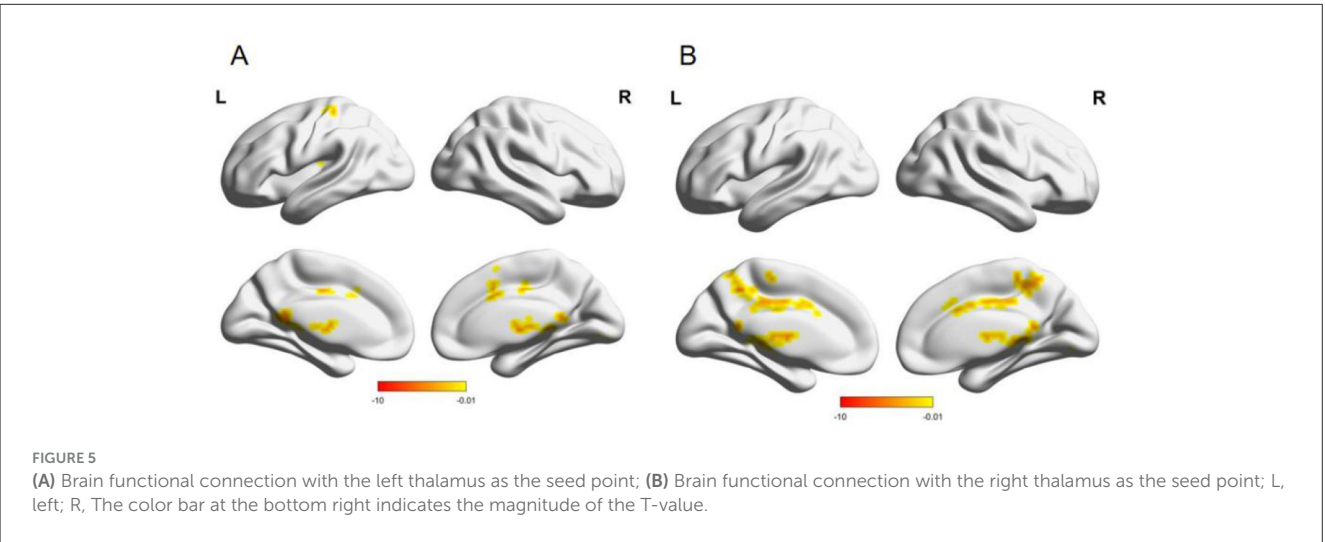 A
B
L
R
L
R
-10
-0.01
-10
-0.01
FIGURE 5
(A) Brain functional connection with the left thalamus as the seed point; (B) Brain functional connection with the right thalamus as the seed point; L,
left; R, The color bar at the bottom right indicates the magnitude of the T-value.